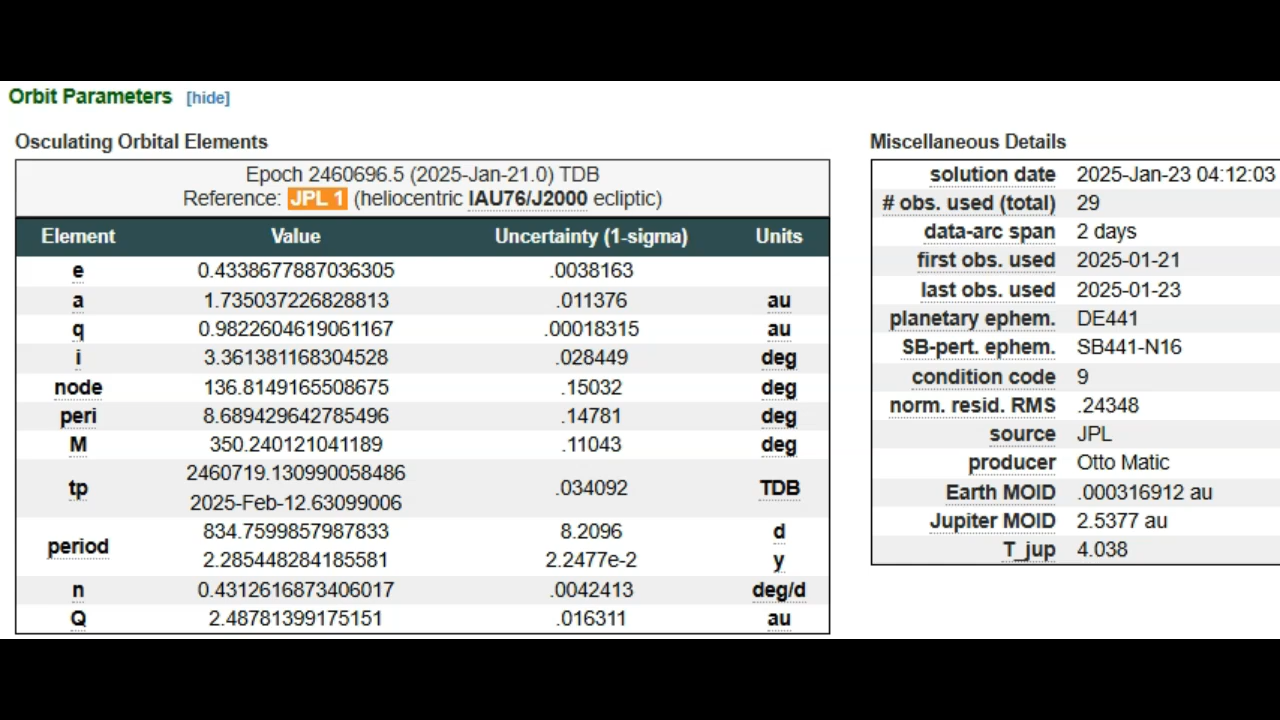 Orbit Parameters [hide]
Osculating Orbital Elements
Epoch 2460696.5 (2025-Jan-21.0) TDB
Reference: JPL 1 (heliocentric IAU76/J2000 ecliptic)
Element Value Uncertainty (1-sigma) Units
e 0.4338677887036305 .0038163
a 1.735037226828813 .011376 au
q 0.9822604619061167 .00018315 au
i 3.361381168304528 .028449 deg
node 136.8149165508675 .15032 deg
peri 8.689429642785496 .14781 deg
M 350.240121041189 .11043 deg
tp 2460719.130990058486 .034092 TDB
2025-Feb-12.63099006
period 834.7599857987833 8.2096 d
2.285448284185581 2.2477e-2 y
n 0.4312616873406017 .0042413 deg/d
Q 2.48781399175151 .016311 au
Miscellaneous Details
solution date 2025-Jan-23 04:12:03
# obs. used (total) 29
data-arc span 2 days
first obs. used 2025-01-21
last obs. used 2025-01-23
planetary ephem. DE441
SB-pert. ephem. SB441-N16
condition code 9
norm. resid. RMS .24348
source JPL
producer Otto Matic
Earth MOID .000316912 au
Jupiter MOID 2.5377 au
T_jup 4.038